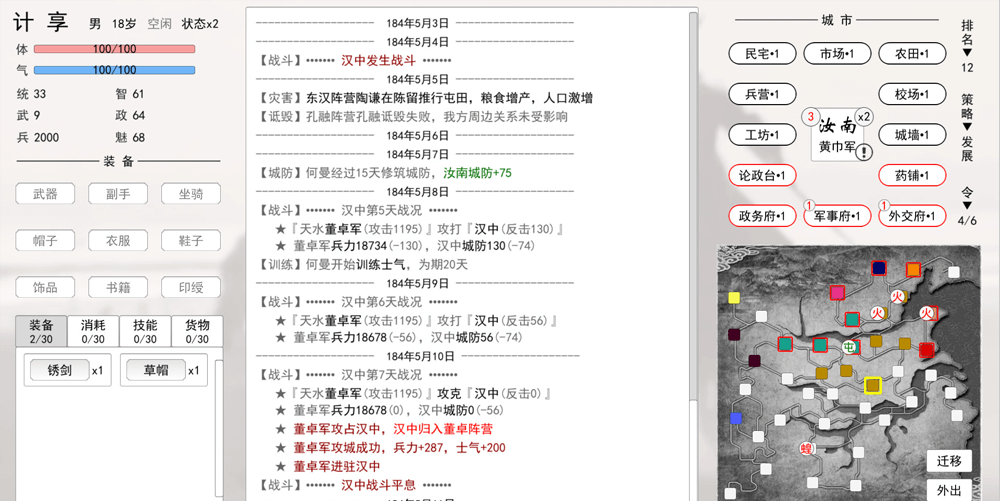 计 享 男 18岁 空闲 状态x2
体 100/100
气 100/100
统 33 智 61
武 9 政 64
兵 2000 魅 68
装 备
武器 副手 坐骑
帽子 衣服 鞋子
饰品 书籍 印绶
装备 消耗 技能 货物
2/30 0/30 0/30 0/30
锈剑 x1 草帽 x1
184年5月3日
184年5月4日
【战斗】••••••• 汉中发生战斗 •••••••
184年5月5日
【灾害】东汉阵营陶谦在陈留推行屯田，粮食增产，人口激增
【诋毁】孔融阵营孔融诋毁失败，我方周边关系未受影响
184年5月6日
184年5月7日
【城防】何曼经过15天修筑城防，汝南城防+75
184年5月8日
【战斗】••••••• 汉中第5天战况 •••••••
★『天水董卓军(攻击1195)』攻打『汉中(反击130)』
★ 董卓军兵力18734(-130)，汉中城防130(-74)
【训练】何曼开始训练士气，为期20天
184年5月9日
【战斗】••••••• 汉中第6天战况 •••••••
★『天水董卓军(攻击1195)』攻打『汉中(反击56)』
★ 董卓军兵力18678(-56)，汉中城防56(-74)
184年5月10日
【战斗】••••••• 汉中第7天战况 •••••••
★『天水董卓军(攻击1195)』攻克『汉中(反击0)』
★ 董卓军兵力18678(0)，汉中城防0(-56)
★ 董卓军攻占汉中，汉中归入董卓阵营
★ 董卓军攻城成功，兵力+287，士气+200
★ 董卓军进驻汉中
【战斗】••••••• 汉中战斗平息 •••••••
城 市
民宅•1 市场•1 农田•1
兵营•1 校场•1
3 汝南 x2
黄巾军 !
工坊•1 城墙•1
论政台•1 药铺•1
政务府•1 1 军事府•1 1 外交府•1
排名▼
12
策略▼发展
令▼
4/6
火
火
火
屯
蝗
迁移
外出